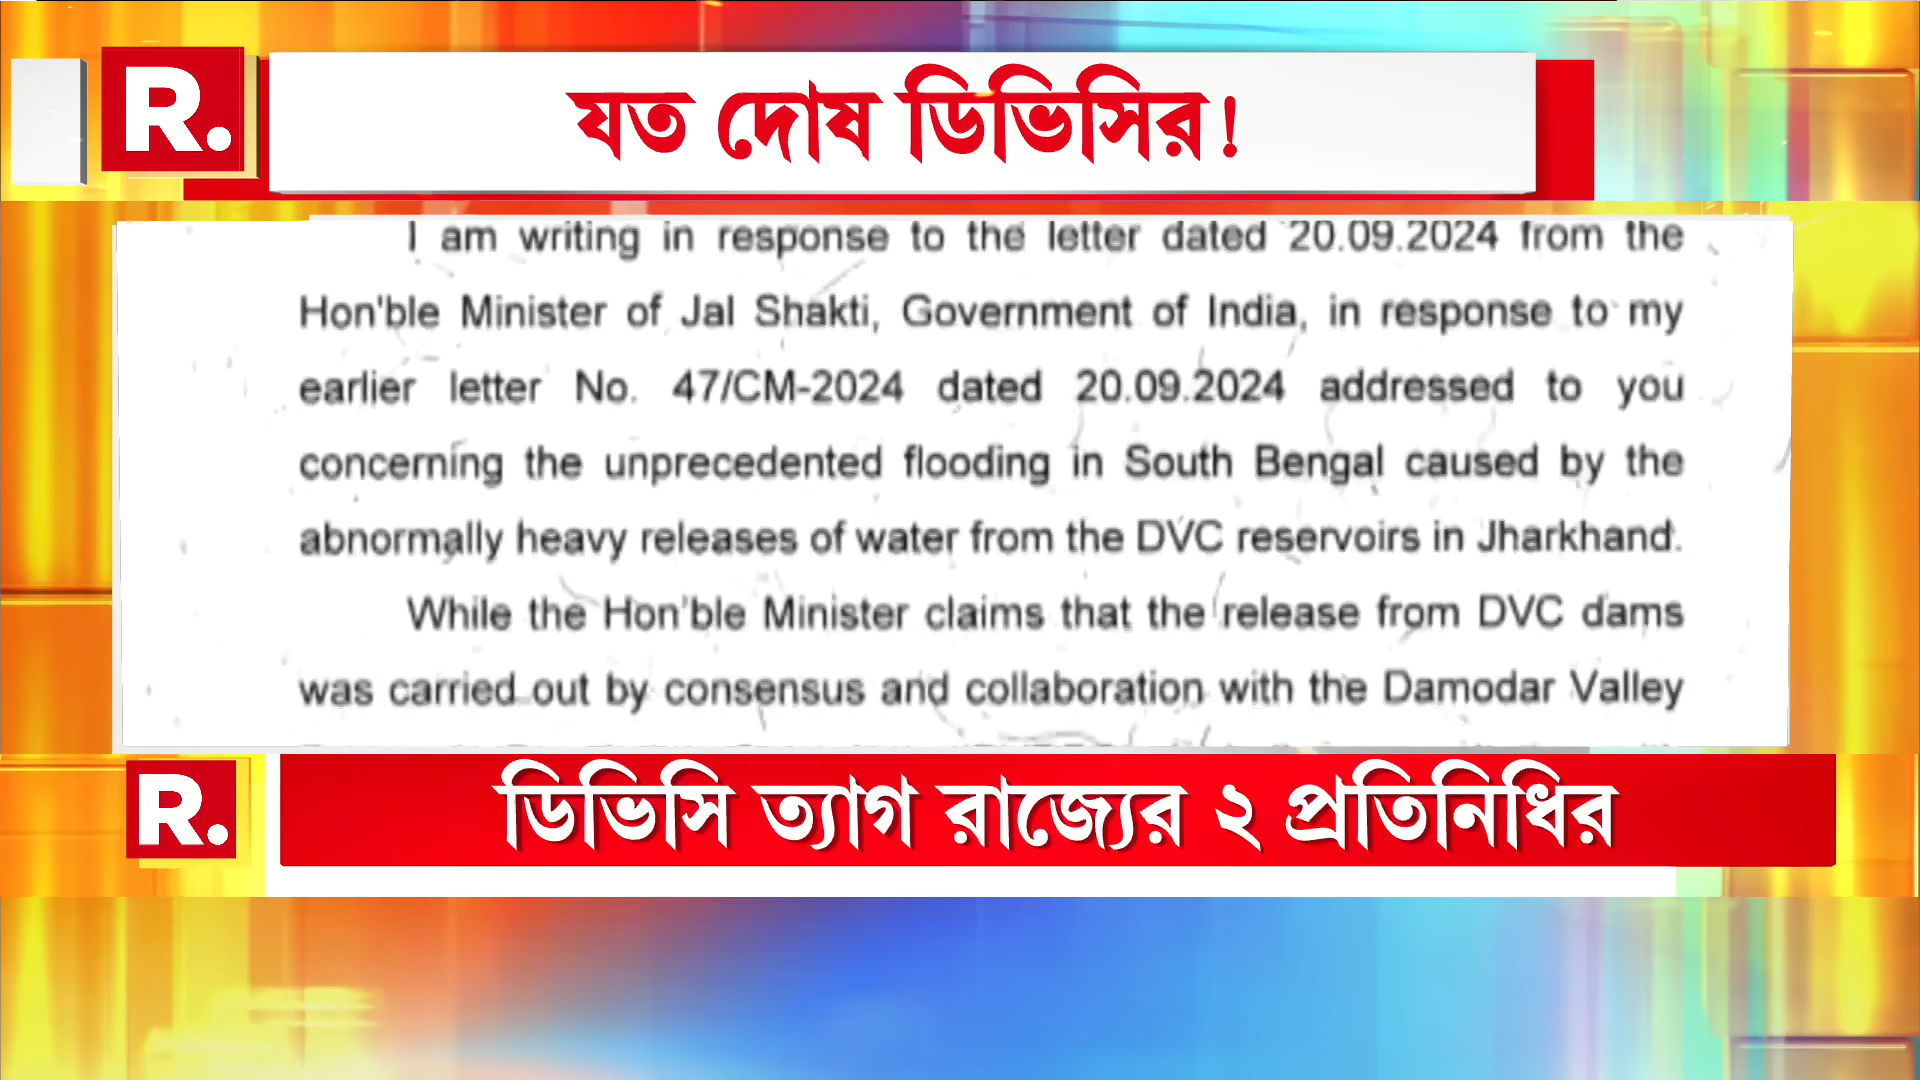 R.
যত দোষ ডিভিসির!
I am writing in response to the letter dated 20.09.2024 from the
Hon'ble Minister of Jal Shakti, Government of India, in response to my
earlier letter No. 47/CM-2024 dated 20.09.2024 addressed to you
concerning the unprecedented flooding in South Bengal caused by the
abnormally heavy releases of water from the DVC reservoirs in Jharkhand.
While the Hon'ble Minister claims that the release from DVC dams
was carried out by consensus and collaboration with the Damodar Valley
R.
ডিভিসি ত্যাগ রাজ্যের ২ প্রতিনিধির